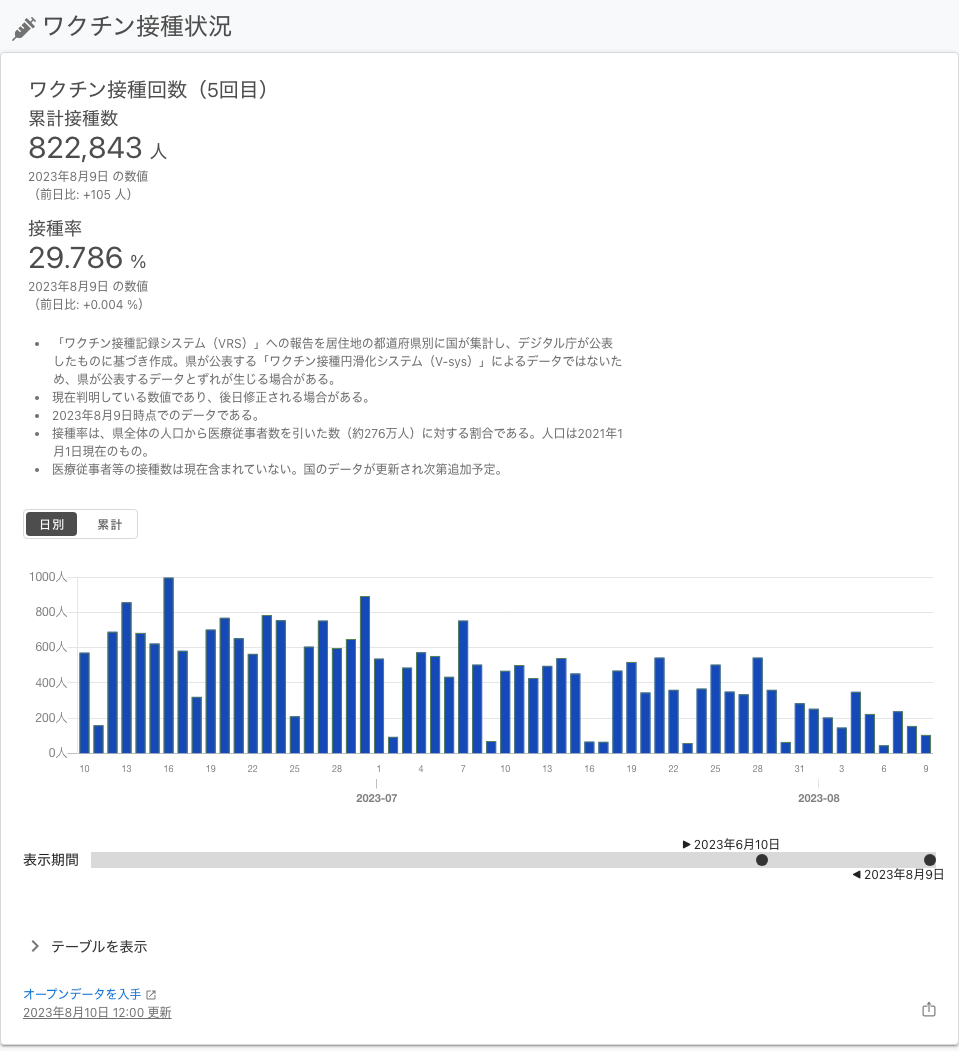 ワクチン接種状況
ワクチン接種回数（5回目）
累計接種数
822,843 人
2023年8月9日 の数値
（前日比: +105 人）
接種率
29.786 %
2023年8月9日 の数値
（前日比: +0.004 %）
• 「ワクチン接種記録システム（VRS）」への報告を居住地の都道府県別に国が集計し、デジタル庁が公表
したものに基づき作成。県が公表する「ワクチン接種円滑化システム（V-sys）」によるデータではないた
め、県が公表するデータとずれが生じる場合がある。
• 現在判明している数値であり、後日修正される場合がある。
• 2023年8月9日時点でのデータである。
• 接種率は、県全体の人口から医療従事者数を引いた数（約276万人）に対する割合である。人口は2021年1
月1日現在のもの。
• 医療従事者等の接種数は現在含まれていない。国のデータが更新され次第追加予定。
日別 累計
1000人
800人
600人
400人
200人
0人
10 13 16 19 22 25 28 1 4 7 10 13 16 19 22 25 28 31 3 6 9
2023-07 2023-08
▶ 2023年6月10日
表示期間
◀ 2023年8月9日
テーブルを表示
オープンデータを入手
2023年8月10日 12:00 更新